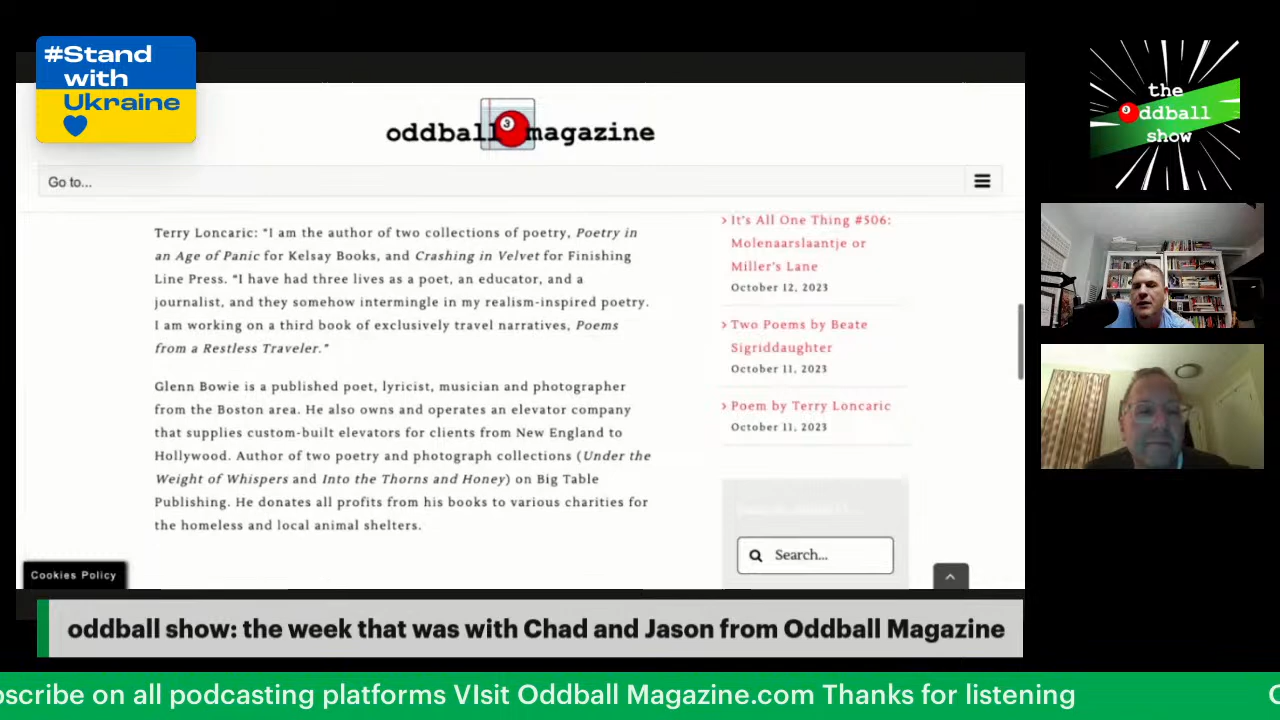 #Stand
with
Ukraine
oddball 3 magazine
Go to...
Terry Loncaric: “I am the author of two collections of poetry, Poetry in
an Age of Panic for Kelsay Books, and Crashing in Velvet for Finishing
Line Press. “I have had three lives as a poet, an educator, and a
journalist, and they somehow intermingle in my realism-inspired poetry.
I am working on a third book of exclusively travel narratives, Poems
from a Restless Traveler.”
Glenn Bowie is a published poet, lyricist, musician and photographer
from the Boston area. He also owns and operates an elevator company
that supplies custom-built elevators for clients from New England to
Hollywood. Author of two poetry and photograph collections (Under the
Weight of Whispers and Into the Thorns and Honey) on Big Table
Publishing. He donates all profits from his books to various charities for
the homeless and local animal shelters.
Cookies Policy
It's All One Thing #506:
Molenaarslaantje or
Miller's Lane
October 12, 2023
Two Poems by Beate
Sigriddaughter
October 11, 2023
Poem by Terry Loncaric
October 11, 2023
Search...
the
3ddball
show
oddball show: the week that was with Chad and Jason from Oddball Magazine
scribe on all podcasting platforms VIsit Oddball Magazine.com Thanks for listening